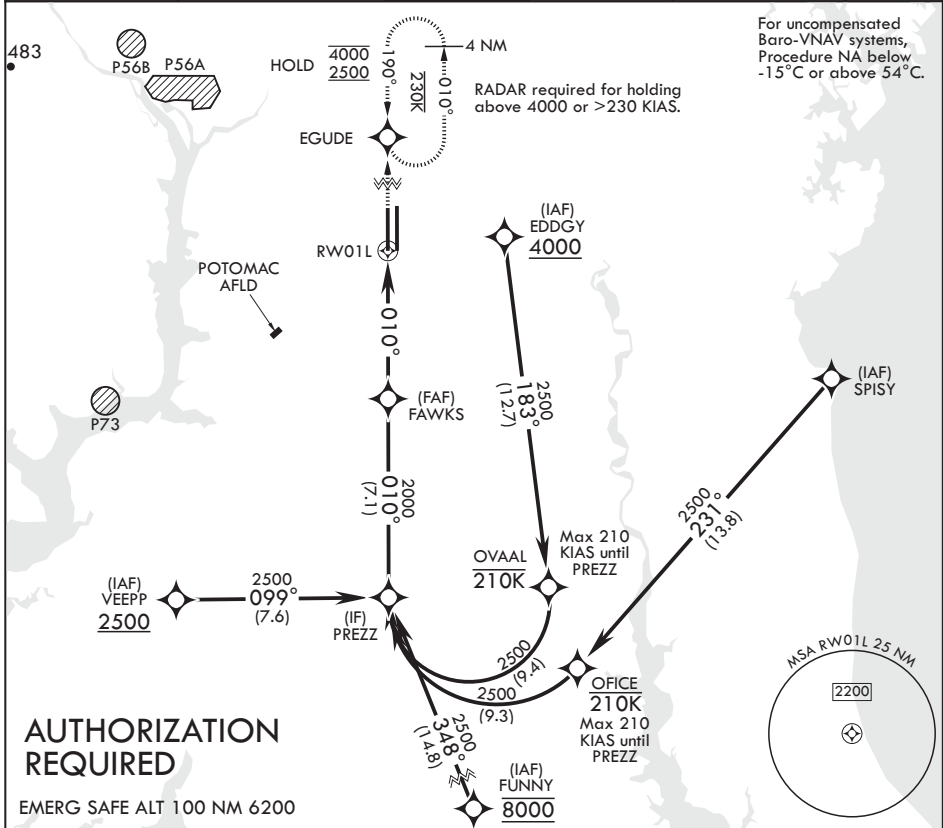 483
P56B
P56A
HOLD
4000
2500
190°
230K
010°
4 NM
RADAR required for holding
above 4000 or >230 KIAS.
For uncompensated
Baro-VNAV systems,
Procedure NA below
-15°C or above 54°C.
EGUDE
RW01L
(IAF)
EDDGY
4000
POTOMAC
AFLD
010°
(FAF)
FAWKS
2500
183°
(12.7)
(IAF)
SPISY
P73
2000
010°
(7.1)
2500
231°
(13.8)
Max 210
KIAS until
PREZZ
OVAAL
210K
(IAF)
VEEPP
2500
2500
099°
(7.6)
(IF)
PREZZ
2500
(9.4)
2500
(9.3)
OFICE
210K
Max 210
KIAS until
PREZZ
2500
348°
(14.8)
(IAF)
FUNNY
8000
MSA RW01L 25 NM
2200
AUTHORIZATION
REQUIRED
EMERG SAFE ALT 100 NM 6200